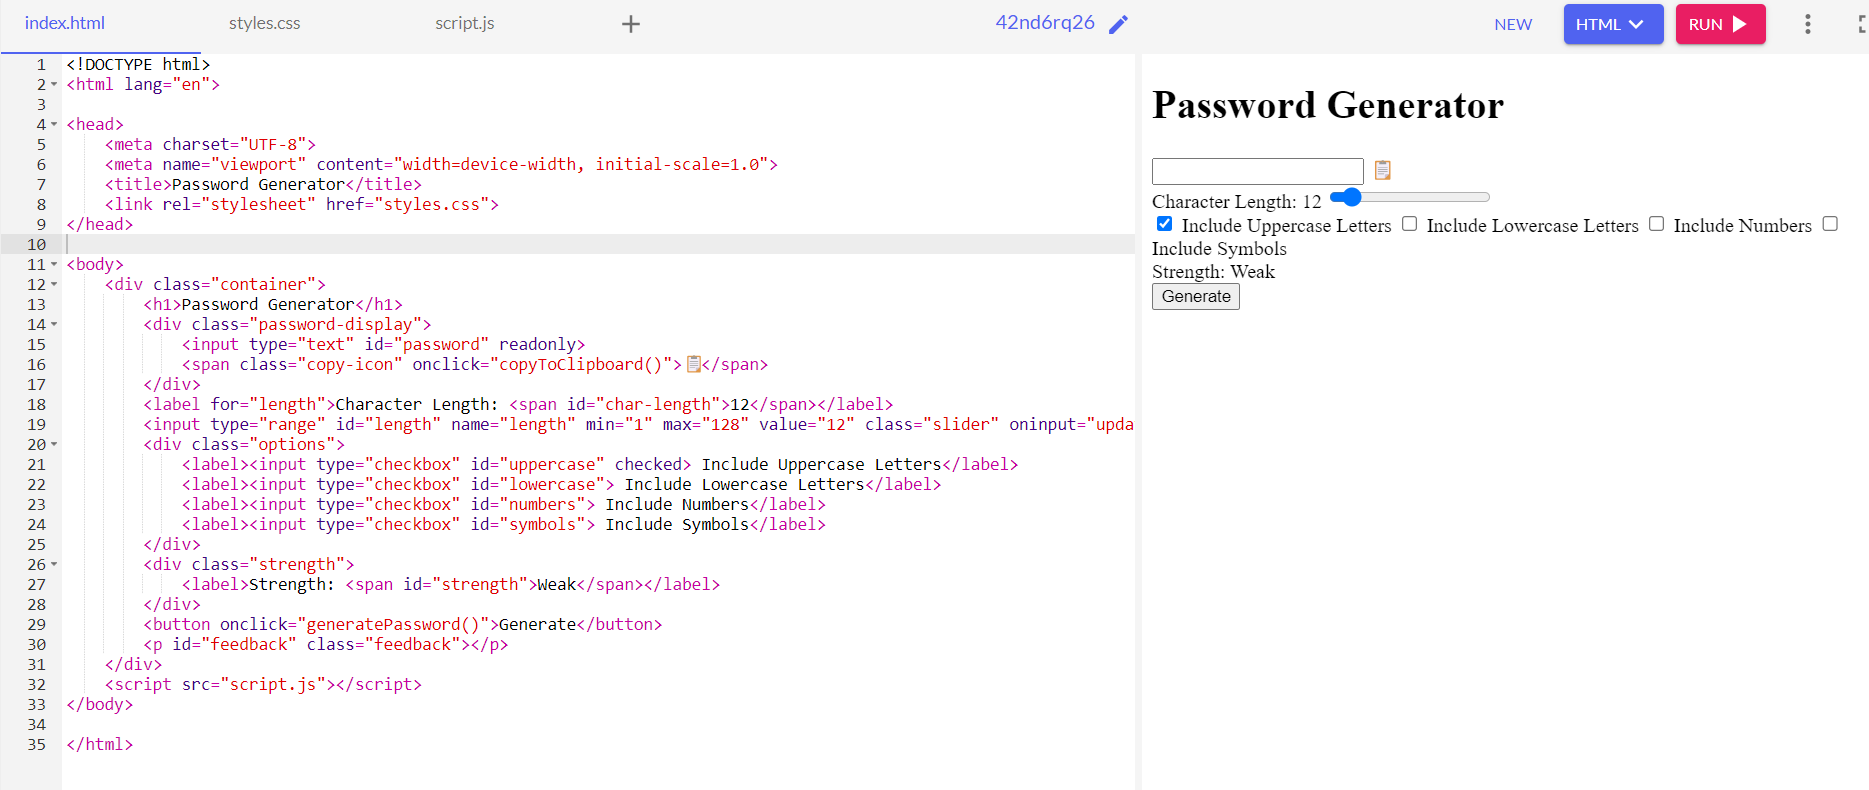 index.html styles.css script.js + 42nd6rq26 NEW HTML RUN
1 <!DOCTYPE html>
2 <html lang="en">
3
4 <head>
5     <meta charset="UTF-8">
6     <meta name="viewport" content="width=device-width, initial-scale=1.0">
7     <title>Password Generator</title>
8     <link rel="stylesheet" href="styles.css">
9 </head>
10
11 <body>
12     <div class="container">
13         <h1>Password Generator</h1>
14         <div class="password-display">
15             <input type="text" id="password" readonly>
16             <span class="copy-icon" onclick="copyToClipboard()">📋</span>
17         </div>
18         <label for="length">Character Length: <span id="char-length">12</span></label>
19         <input type="range" id="length" name="length" min="1" max="128" value="12" class="slider" oninput="upda
20         <div class="options">
21             <label><input type="checkbox" id="uppercase" checked> Include Uppercase Letters</label>
22             <label><input type="checkbox" id="lowercase"> Include Lowercase Letters</label>
23             <label><input type="checkbox" id="numbers"> Include Numbers</label>
24             <label><input type="checkbox" id="symbols"> Include Symbols</label>
25         </div>
26         <div class="strength">
27             <label>Strength: <span id="strength">Weak</span></label>
28         </div>
29         <button onclick="generatePassword()">Generate</button>
30         <p id="feedback" class="feedback"></p>
31     </div>
32     <script src="script.js"></script>
33 </body>
34
35 </html>
Password Generator
📋
Character Length: 12
Include Uppercase Letters Include Lowercase Letters Include Numbers
Include Symbols
Strength: Weak
Generate